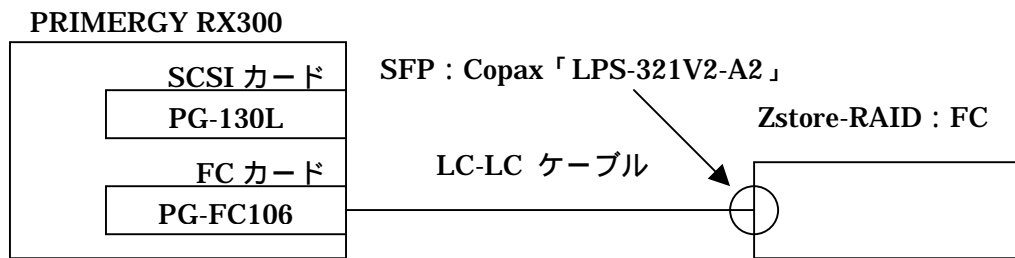 PRIMERGY RX300
SCSI カード
PG-130L
FC カード
PG-FC106
SFP：Copax「LPS-321V2-A2」
LC-LC ケーブル
Zstore-RAID：FC